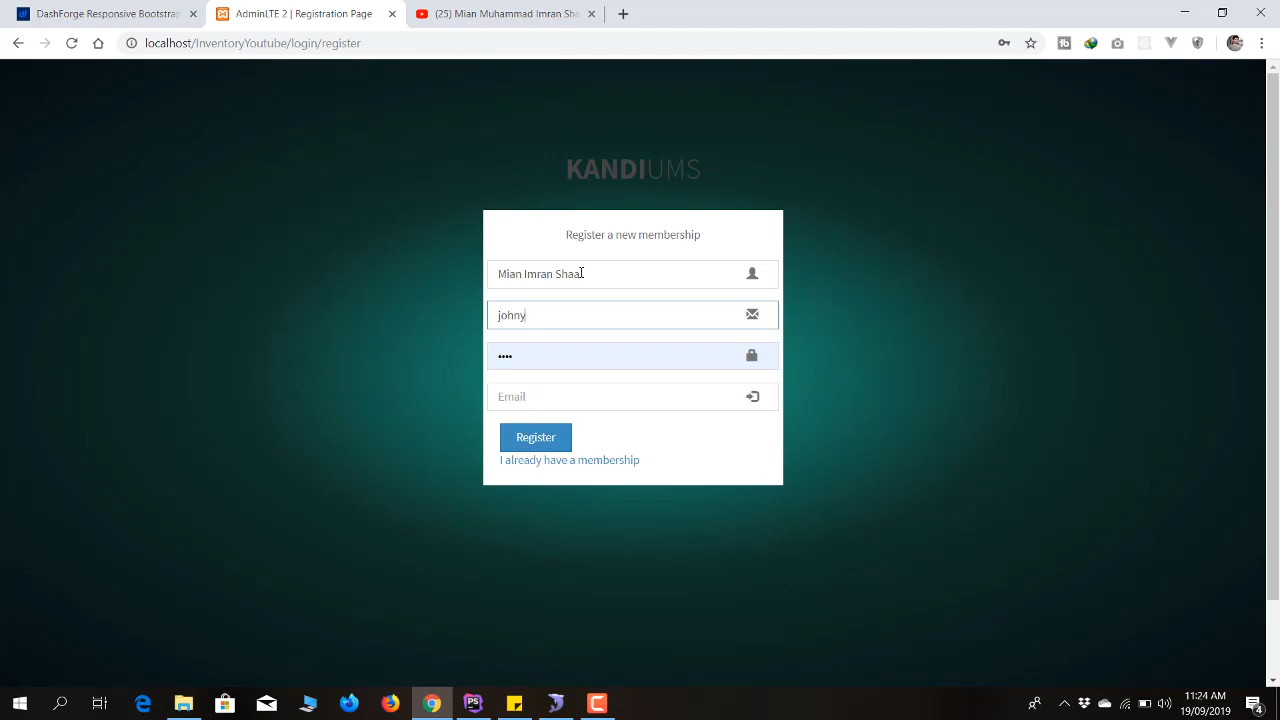 DashForge Responsive Bootstrap
AdminLTE 2 | Registration Page
(25) Mian Muhammad Imran Sha
localhost/InventoryYoutube/login/register
KANDIUMS
Register a new membership
Mian Imran Shaa
johny
••••
Email
Register
I already have a membership
11:24 AM
19/09/2019
4